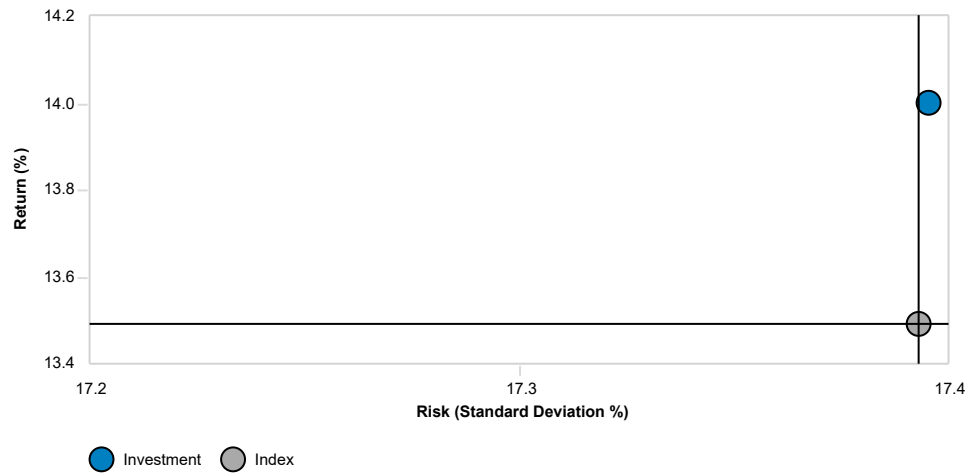 14.2
14.0
13.8
13.6
13.4
Return (%)
17.2 17.3 17.4
Risk (Standard Deviation %)
Investment Index